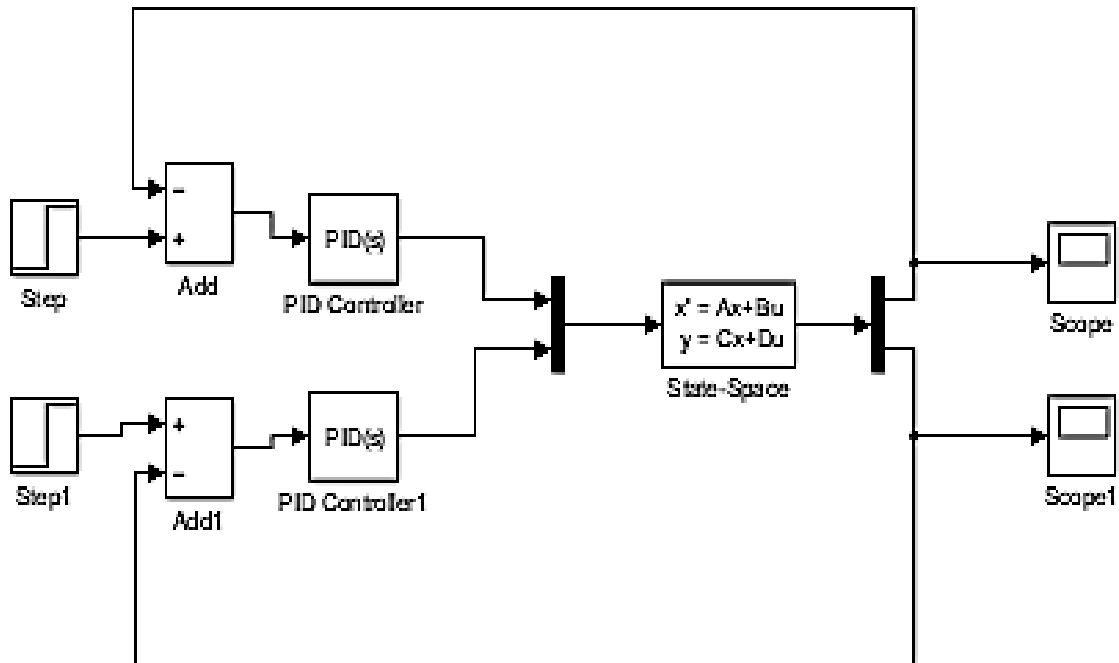 −
+
Step
Add
PID(s)
PID Controller
x' = Ax+Bu
y = Cx+Du
State-Space
Scope
+
−
Step1
Add1
PID(s)
PID Controller1
Scope1